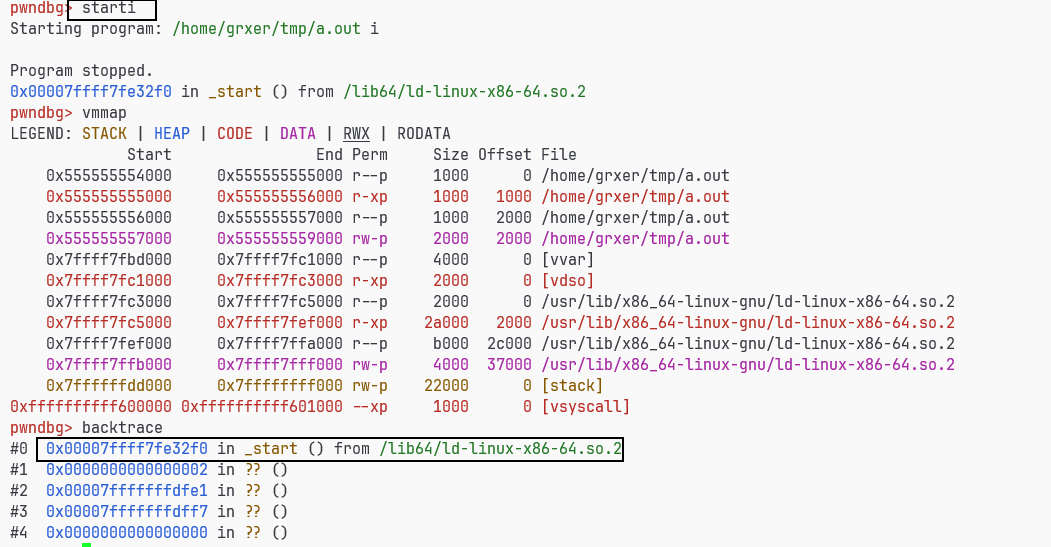 pwndbg> starti
Starting program: /home/grxer/tmp/a.out i
Program stopped.
0x00007ffff7fe32f0 in _start () from /lib64/ld-linux-x86-64.so.2
pwndbg> vmmap
LEGEND: STACK | HEAP | CODE | DATA | RWX | RODATA
Start End Perm Size Offset File
0x555555554000 0x555555555000 r--p 1000 0 /home/grxer/tmp/a.out
0x555555555000 0x555555556000 r-xp 1000 1000 /home/grxer/tmp/a.out
0x555555556000 0x555555557000 r--p 1000 2000 /home/grxer/tmp/a.out
0x555555557000 0x555555559000 rw-p 2000 2000 /home/grxer/tmp/a.out
0x7ffff7fbd000 0x7ffff7fc1000 r--p 4000 0 [vvar]
0x7ffff7fc1000 0x7ffff7fc3000 r-xp 2000 0 [vdso]
0x7ffff7fc3000 0x7ffff7fc5000 r--p 2000 0 /usr/lib/x86_64-linux-gnu/ld-linux-x86-64.so.2
0x7ffff7fc5000 0x7ffff7fef000 r-xp 2a000 2000 /usr/lib/x86_64-linux-gnu/ld-linux-x86-64.so.2
0x7ffff7fef000 0x7ffff7ffa000 r--p b000 2c000 /usr/lib/x86_64-linux-gnu/ld-linux-x86-64.so.2
0x7ffff7ffb000 0x7ffff7fff000 rw-p 4000 37000 /usr/lib/x86_64-linux-gnu/ld-linux-x86-64.so.2
0x7ffffffdd000 0x7ffffffff000 rw-p 22000 0 [stack]
0xffffffffff600000 0xffffffffff601000 --xp 1000 0 [vsyscall]
pwndbg> backtrace
#0 0x00007ffff7fe32f0 in _start () from /lib64/ld-linux-x86-64.so.2
#1 0x0000000000000002 in ?? ()
#2 0x00007fffffffdfe1 in ?? ()
#3 0x00007fffffffdff7 in ?? ()
#4 0x0000000000000000 in ?? ()